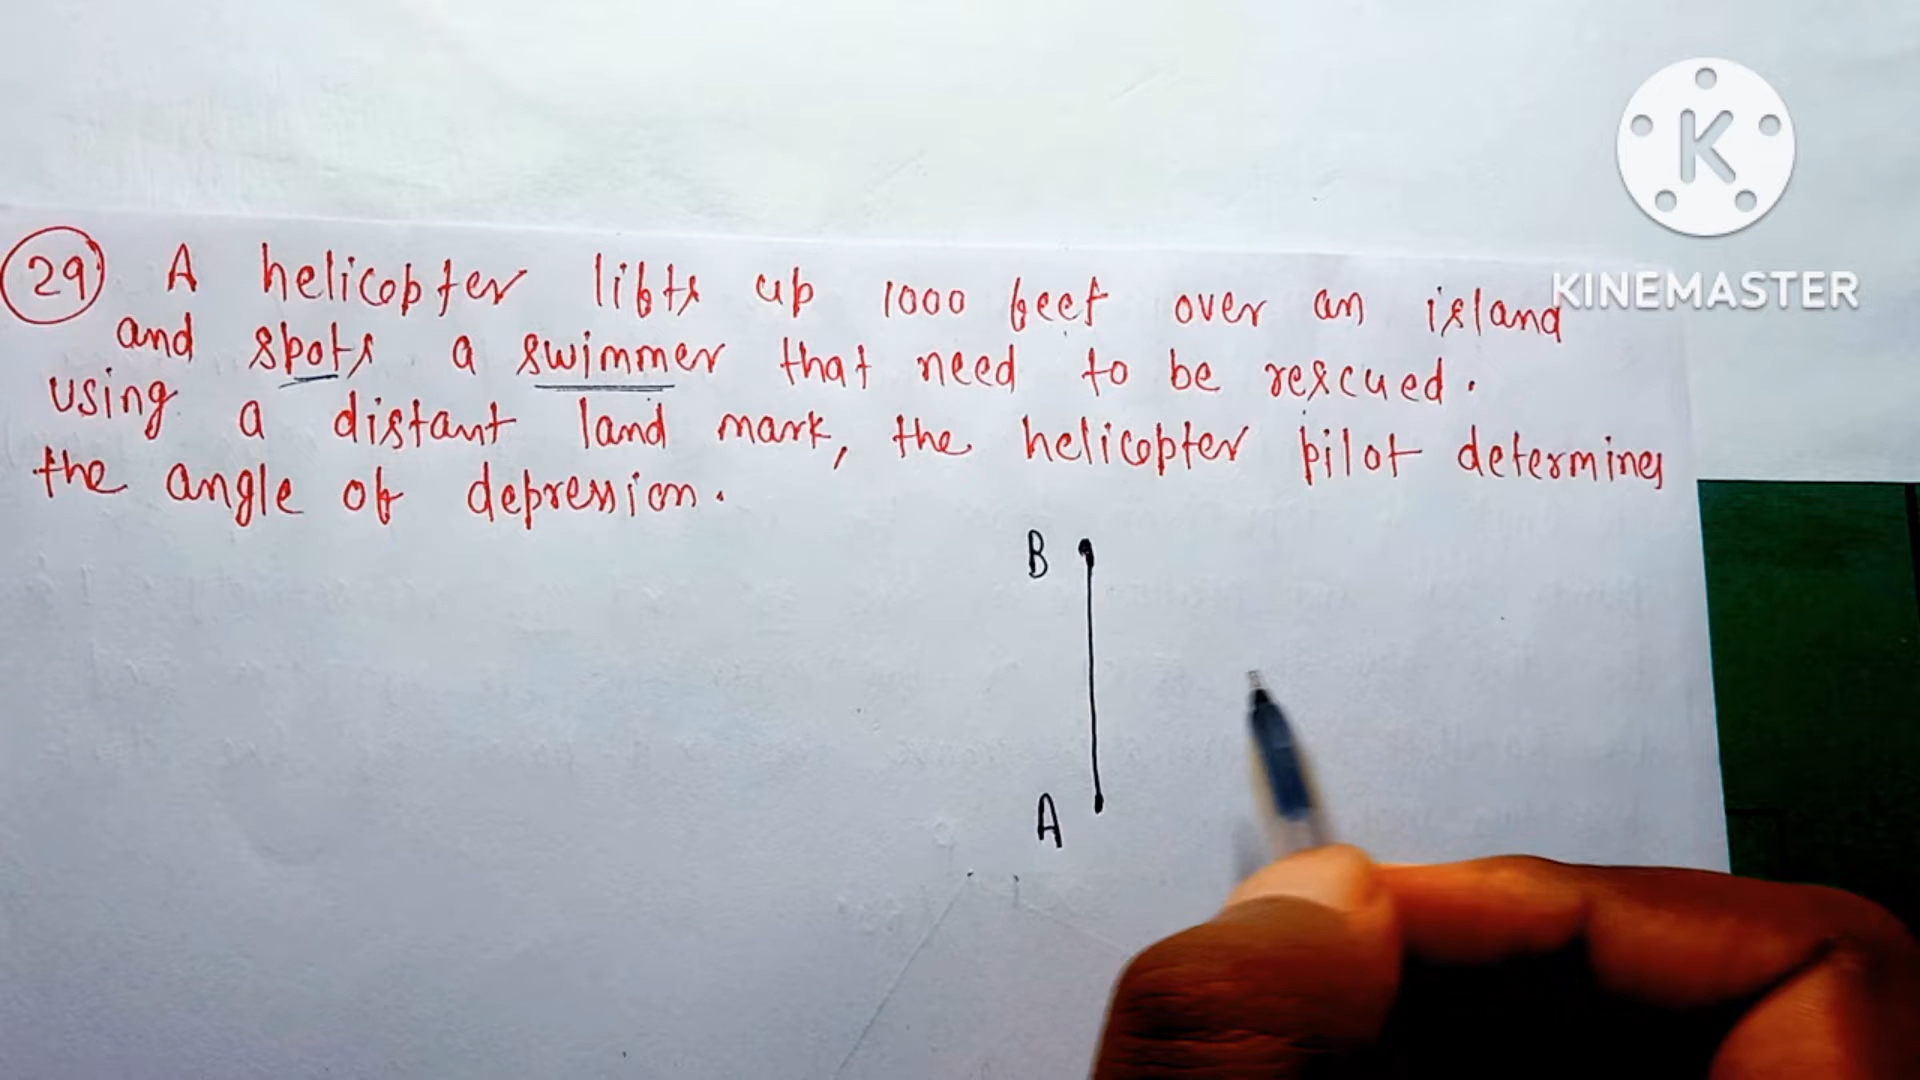 KINEMASTER
29 A helicopter lifts up 1000 feet over an island
and spots a swimmer that need to be rescued.
using a distant land mark, the helicopter pilot determines
the angle of depression.
B
A